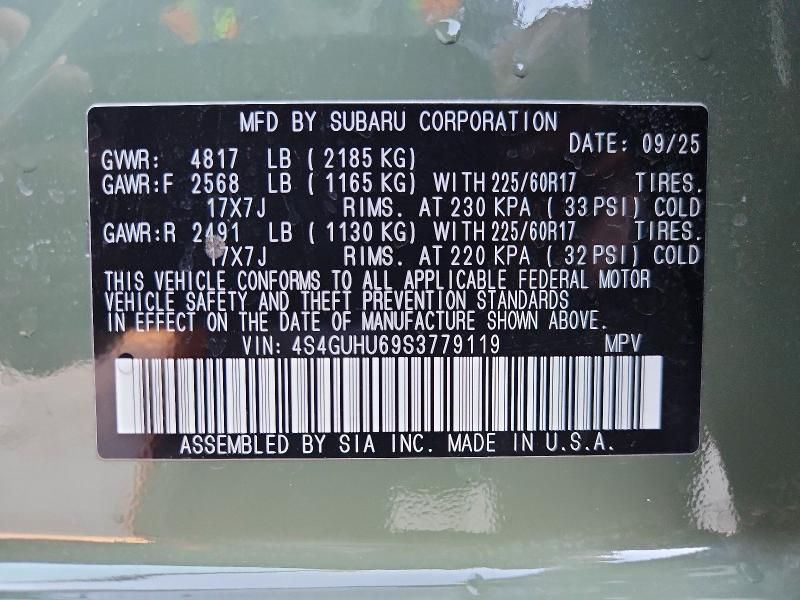 MFD BY SUBARU CORPORATION
DATE: 09/25
GVWR: 4817 LB ( 2185 KG)
GAWR:F 2568 LB ( 1165 KG) WITH 225/60R17 TIRES.
17X7J RIMS. AT 230 KPA ( 33 PSI) COLD
GAWR:R 2491 LB ( 1130 KG) WITH 225/60R17 TIRES.
17X7J RIMS. AT 220 KPA ( 32 PSI) COLD
THIS VEHICLE CONFORMS TO ALL APPLICABLE FEDERAL MOTOR
VEHICLE SAFETY AND THEFT PREVENTION STANDARDS
IN EFFECT ON THE DATE OF MANUFACTURE SHOWN ABOVE.
VIN: 4S4GUHU69S3779119 MPV
ASSEMBLED BY SIA INC. MADE IN U.S.A.